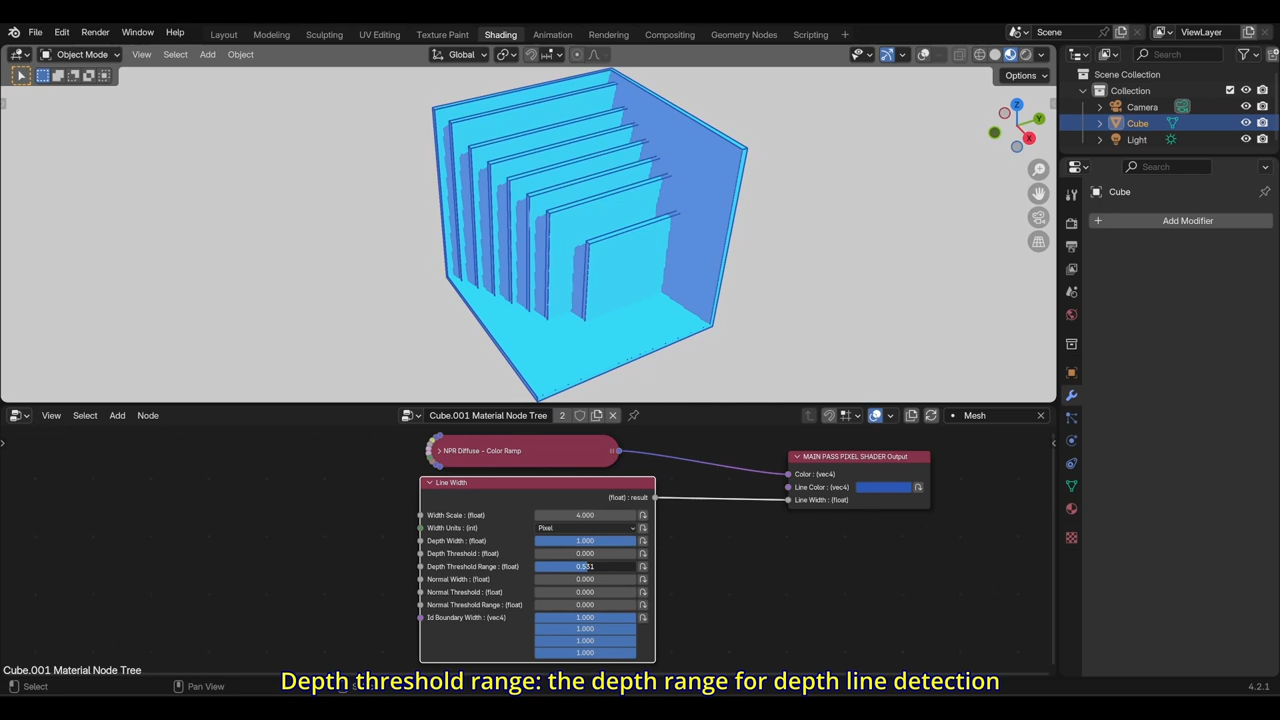 File Edit Render Window Help Layout Modeling Sculpting UV Editing Texture Paint Shading Animation Rendering Compositing Geometry Nodes Scripting Scene ViewLayer
Object Mode View Select Add Object Global Search
Options
Scene Collection
Collection
Camera
Cube
Light
Search
Cube
Add Modifier
X
Y
Z
View Select Add Node Cube.001 Material Node Tree 2 Mesh
NPR Diffuse - Color Ramp
MAIN PASS PIXEL SHADER Output
Color : (vec4)
Line Color : (vec4)
Line Width : (float)
Line Width
(float) : result
Width Scale : (float) 4.000
Width Units : (int) Pixel
Depth Width : (float) 1.000
Depth Threshold : (float) 0.000
Depth Threshold Range : (float) 0.531
Normal Width : (float) 0.000
Normal Threshold : (float) 0.000
Normal Threshold Range : (float) 0.000
Id Boundary Width : (vec4) 1.000
1.000
1.000
1.000
Cube.001 Material Node Tree
Depth threshold range: the depth range for depth line detection
Select Pan View 4.2.1